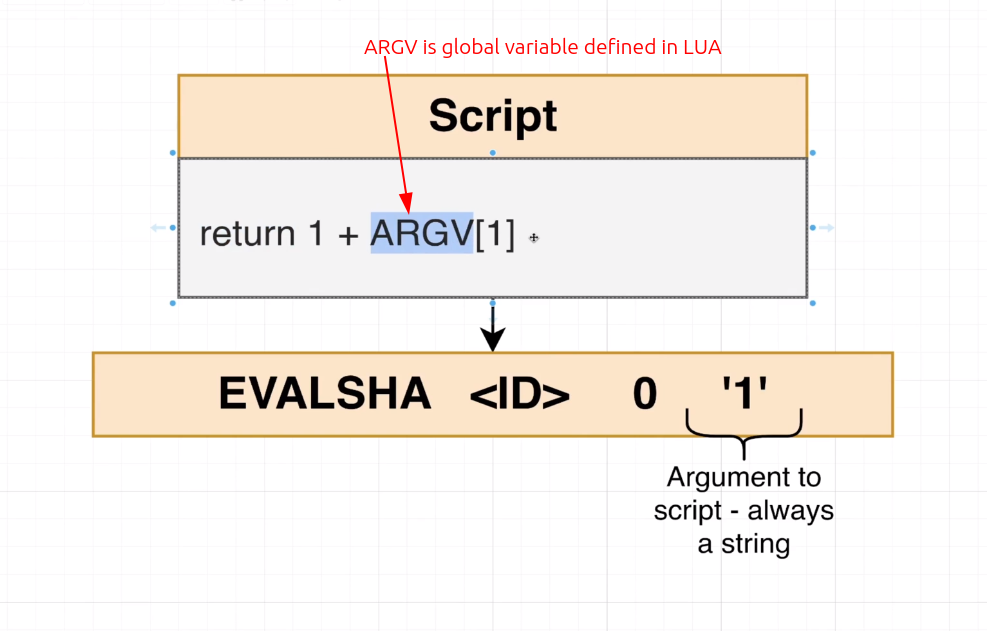 ARGV is global variable defined in LUA
Script
return 1 + ARGV[1]
EVALSHA <ID> 0 '1'
Argument to
script - always
a string